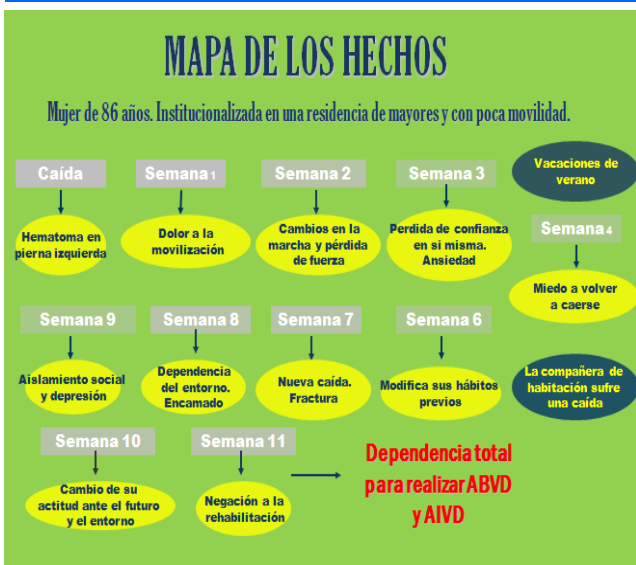 MAPA DE LOS HECHOS
Mujer de 86 años. Institucionalizada en una residencia de mayores y con poca movilidad.
Caída
Hematoma en
pierna izquierda
Semana 1
Dolor a la
movilización
Semana 2
Cambios en la
marcha y pérdida
de fuerza
Semana 3
Perdida de confianza
en si misma.
Ansiedad
Vacaciones de
verano
Semana 4
Miedo a volver
a caerse
La compañera de
habitación sufre
una caída
Semana 6
Modifica sus hábitos
previos
Semana 7
Nueva caída.
Fractura
Semana 8
Dependencia
del entorno.
Encamado
Semana 9
Aislamiento social
y depresión
Semana 10
Cambio de su
actitud ante el futuro
y el entorno
Semana 11
Negación a la
rehabilitación
Dependencia total
para realizar ABVD
y AIVD